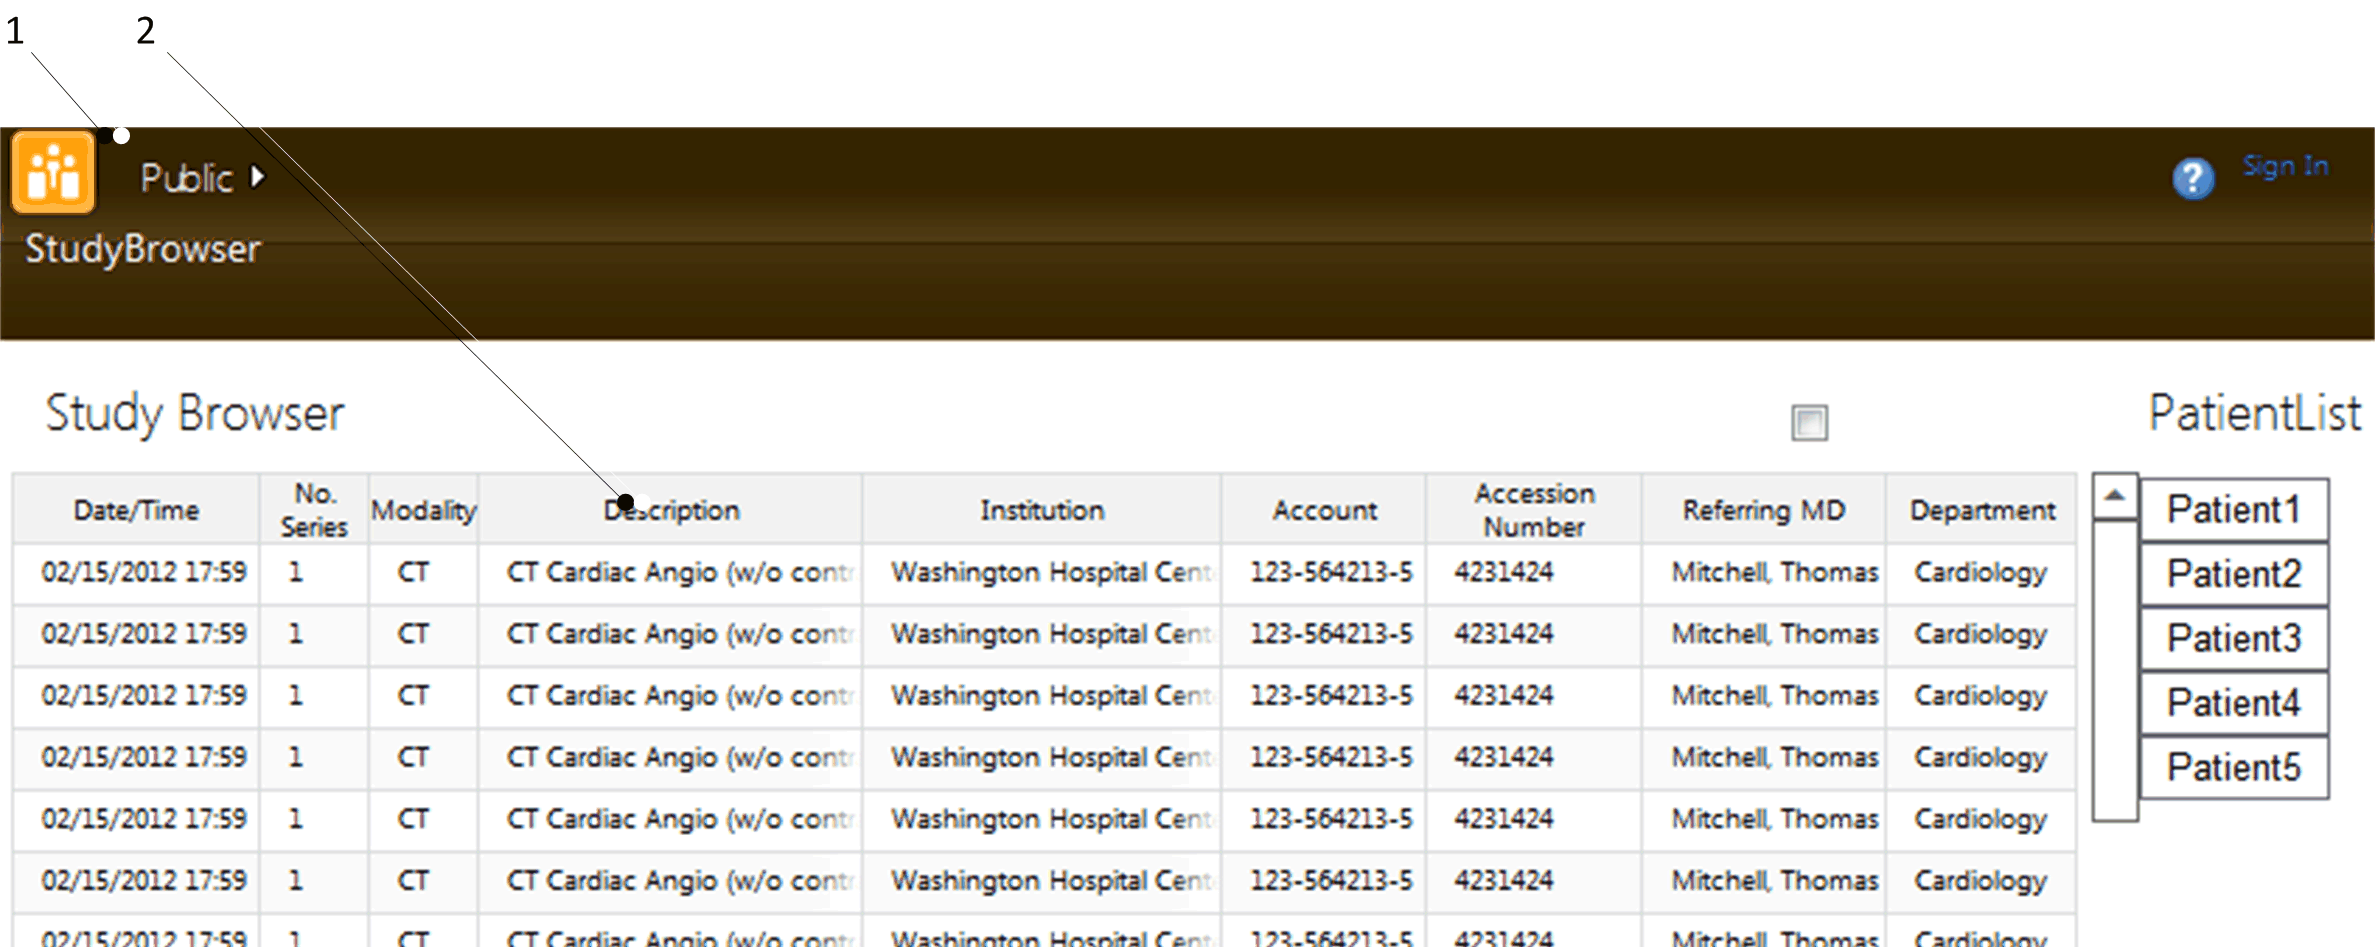 1 2
Public
Sign In
StudyBrowser
Study Browser
PatientList
Date/Time No. Series Modality Description Institution Account Accession Number Referring MD Department
02/15/2012 17:59 1 CT CT Cardiac Angio (w/o contr Washington Hospital Cent 123-564213-5 4231424 Mitchell, Thomas Cardiology
02/15/2012 17:59 1 CT CT Cardiac Angio (w/o contr Washington Hospital Cent 123-564213-5 4231424 Mitchell, Thomas Cardiology
02/15/2012 17:59 1 CT CT Cardiac Angio (w/o contr Washington Hospital Cent 123-564213-5 4231424 Mitchell, Thomas Cardiology
02/15/2012 17:59 1 CT CT Cardiac Angio (w/o contr Washington Hospital Cent 123-564213-5 4231424 Mitchell, Thomas Cardiology
02/15/2012 17:59 1 CT CT Cardiac Angio (w/o contr Washington Hospital Cent 123-564213-5 4231424 Mitchell, Thomas Cardiology
02/15/2012 17:59 1 CT CT Cardiac Angio (w/o contr Washington Hospital Cent 123-564213-5 4231424 Mitchell, Thomas Cardiology
02/15/2012 17:59 1 CT CT Cardiac Angio (w/o contr Washington Hospital Cent 123-564213-5 4231424 Mitchell, Thomas Cardiology
Patient1
Patient2
Patient3
Patient4
Patient5